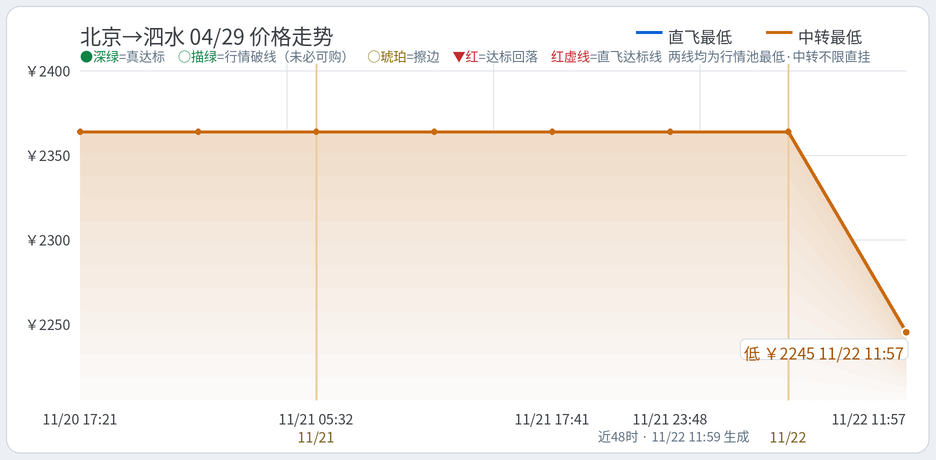 北京→泗水 04/29 价格走势
直飞最低 中转最低
●深绿=真达标 ○描绿=行情破线（未必可购） ○琥珀=擦边 ▼红=达标回落 红虚线=直飞达标线 两线均为行情池最低·中转不限直挂
￥2400
￥2350
￥2300
￥2250
低 ￥2245 11/22 11:57
11/20 17:21 11/21 05:32 11/21 17:41 11/21 23:48 11/22 11:57
11/21 近48时 · 11/22 11:59 生成 11/22